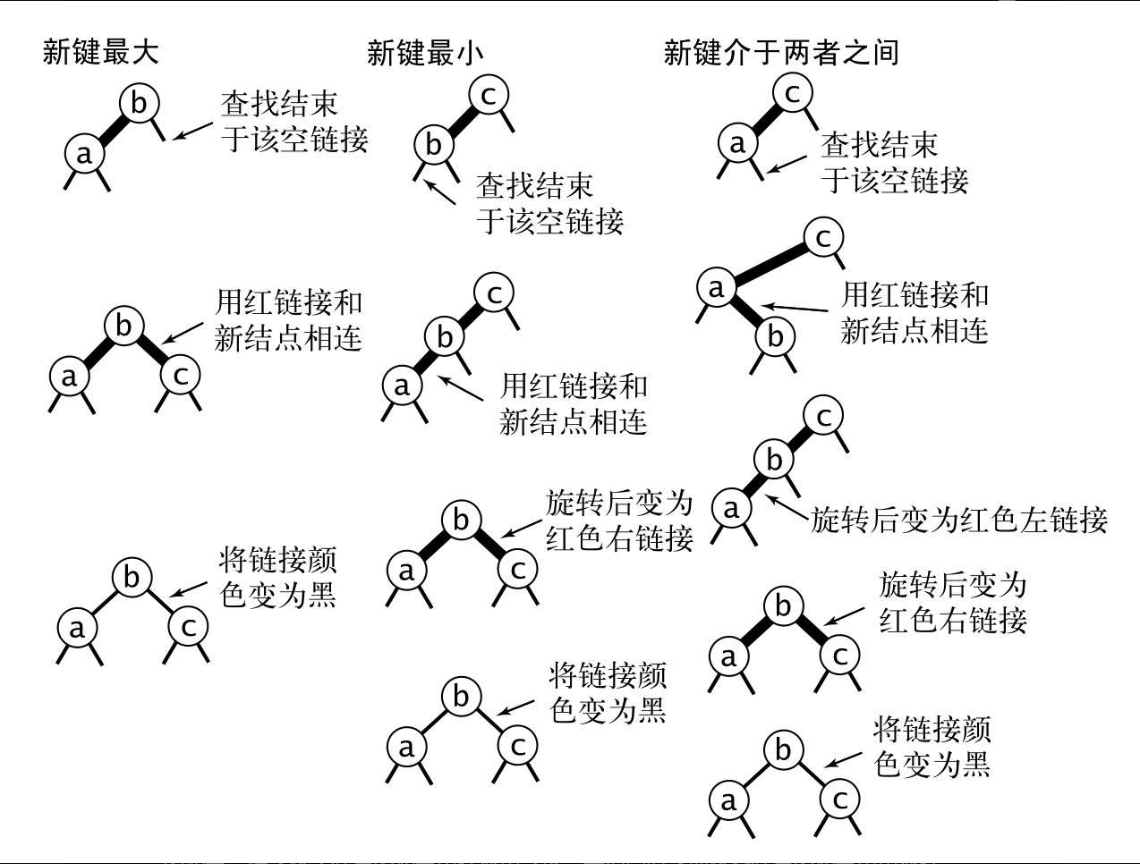 新键最大
b
a
查找结束
于该空链接
b
a
c
用红链接和
新结点相连
b
a
c
将链接颜
色变为黑
新键最小
c
b
查找结束
于该空链接
c
b
a
用红链接和
新结点相连
b
a
c
旋转后变为
红色右链接
b
a
c
将链接颜
色变为黑
新键介于两者之间
c
a
查找结束
于该空链接
c
a
b
用红链接和
新结点相连
c
b
a
旋转后变为红色左链接
b
a
c
旋转后变为
红色右链接
b
a
c
将链接颜
色变为黑